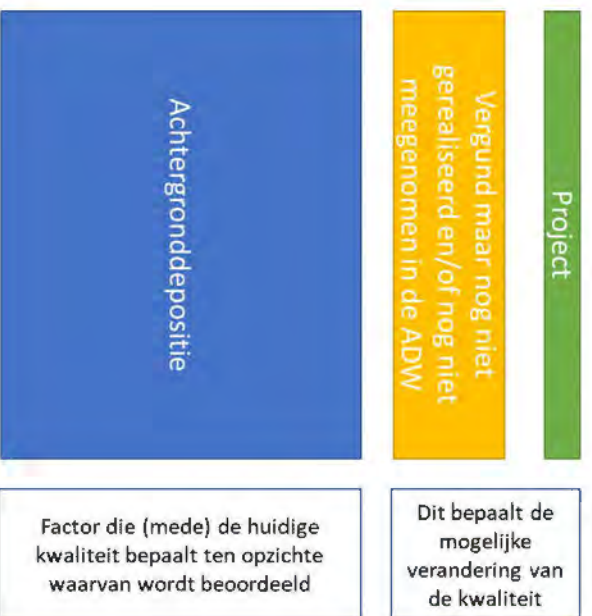 Achtergronddepositie
Vergund maar nog niet
gerealiseerd en/of nog niet
meegenomen in de ADW
Project
Factor die (mede) de huidige
kwaliteit bepaalt ten opzichte
waarvan wordt beoordeeld
Dit bepaalt de
mogelijke
verandering van
de kwaliteit